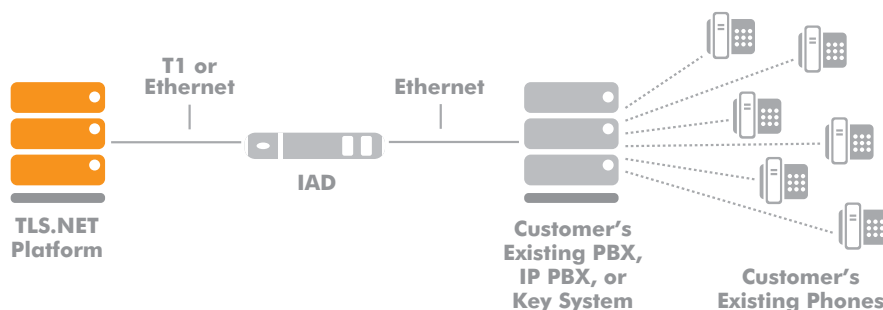 T1 or
Ethernet
Ethernet
IAD
TLS.NET
Platform
Customer's
Existing PBX,
IP PBX, or
Key System
Customer's
Existing Phones